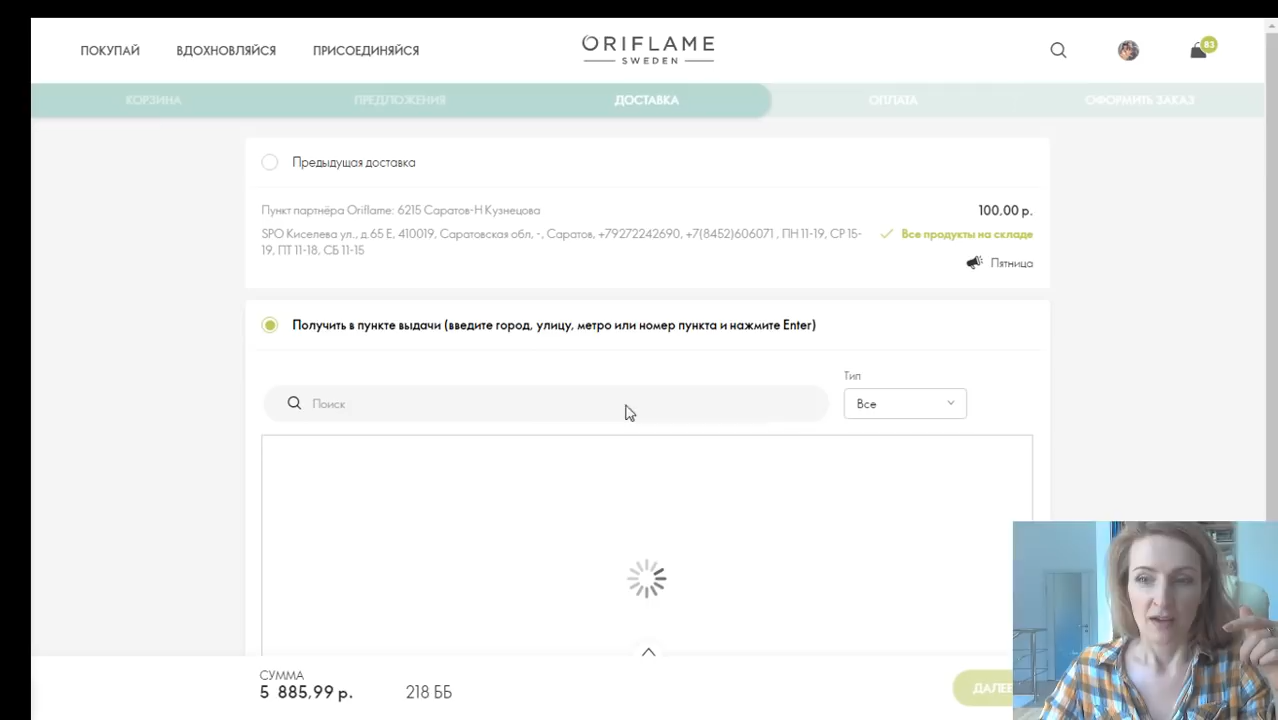 ПОКУПАЙ ВДОХНОВЛЯЙСЯ ПРИСОЕДИНЯЙСЯ
ORIFLAME
SWEDEN
83
КОРЗИНА ПРЕДЛОЖЕНИЯ ДОСТАВКА ОПЛАТА ОФОРМИТЬ ЗАКАЗ
Предыдущая доставка
Пункт партнёра Oriflame: 6215 Саратов-Н Кузнецова 100,00 р.
SPO Киселева ул., д.65 Е, 410019, Саратовская обл, -, Саратов, +79272242690, +7(8452)606071 , ПН 11-19, СР 15- Все продукты на складе
19, ПТ 11-18, СБ 11-15
Пятница
Получить в пункте выдачи (введите город, улицу, метро или номер пункта и нажмите Enter)
Тип
Поиск Все
СУММА
5 885,99 р. 218 ББ
ДАЛЕЕ